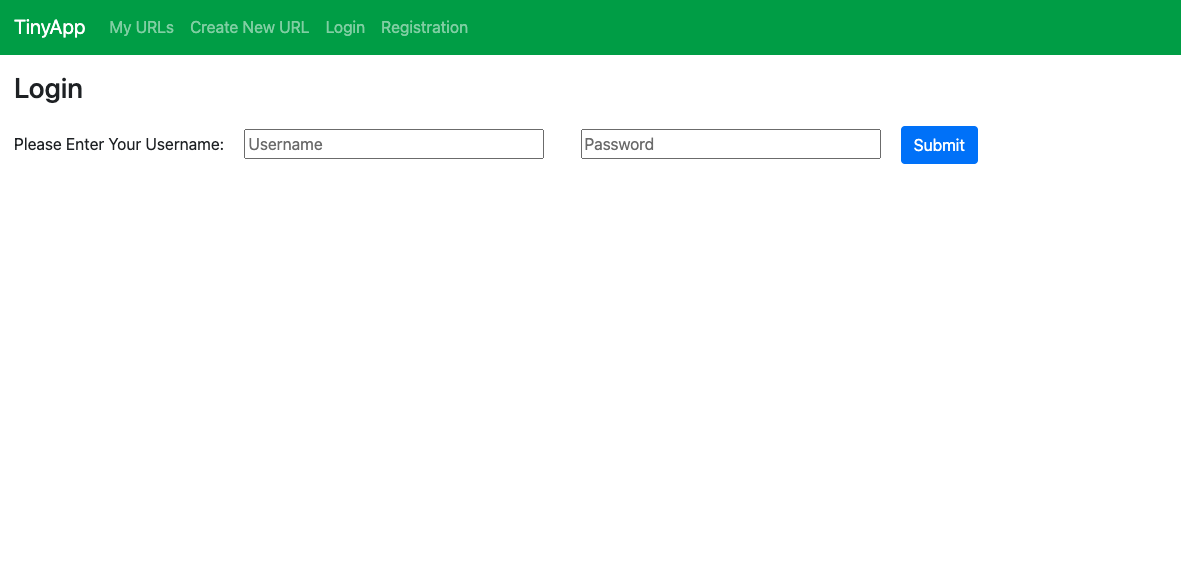 TinyApp My URLs Create New URL Login Registration
Login
Please Enter Your Username: Username Password Submit